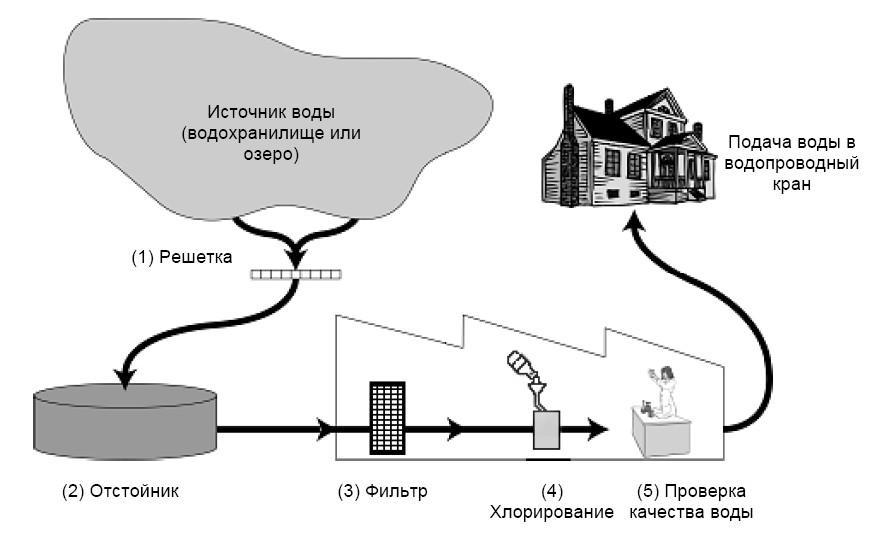 Источник воды
(водохранилище или
озеро)
Подача воды в
водопроводный
кран
(1) Решетка
(2) Отстойник
(3) Фильтр
(4)
Хлорирование
(5) Проверка
качества воды